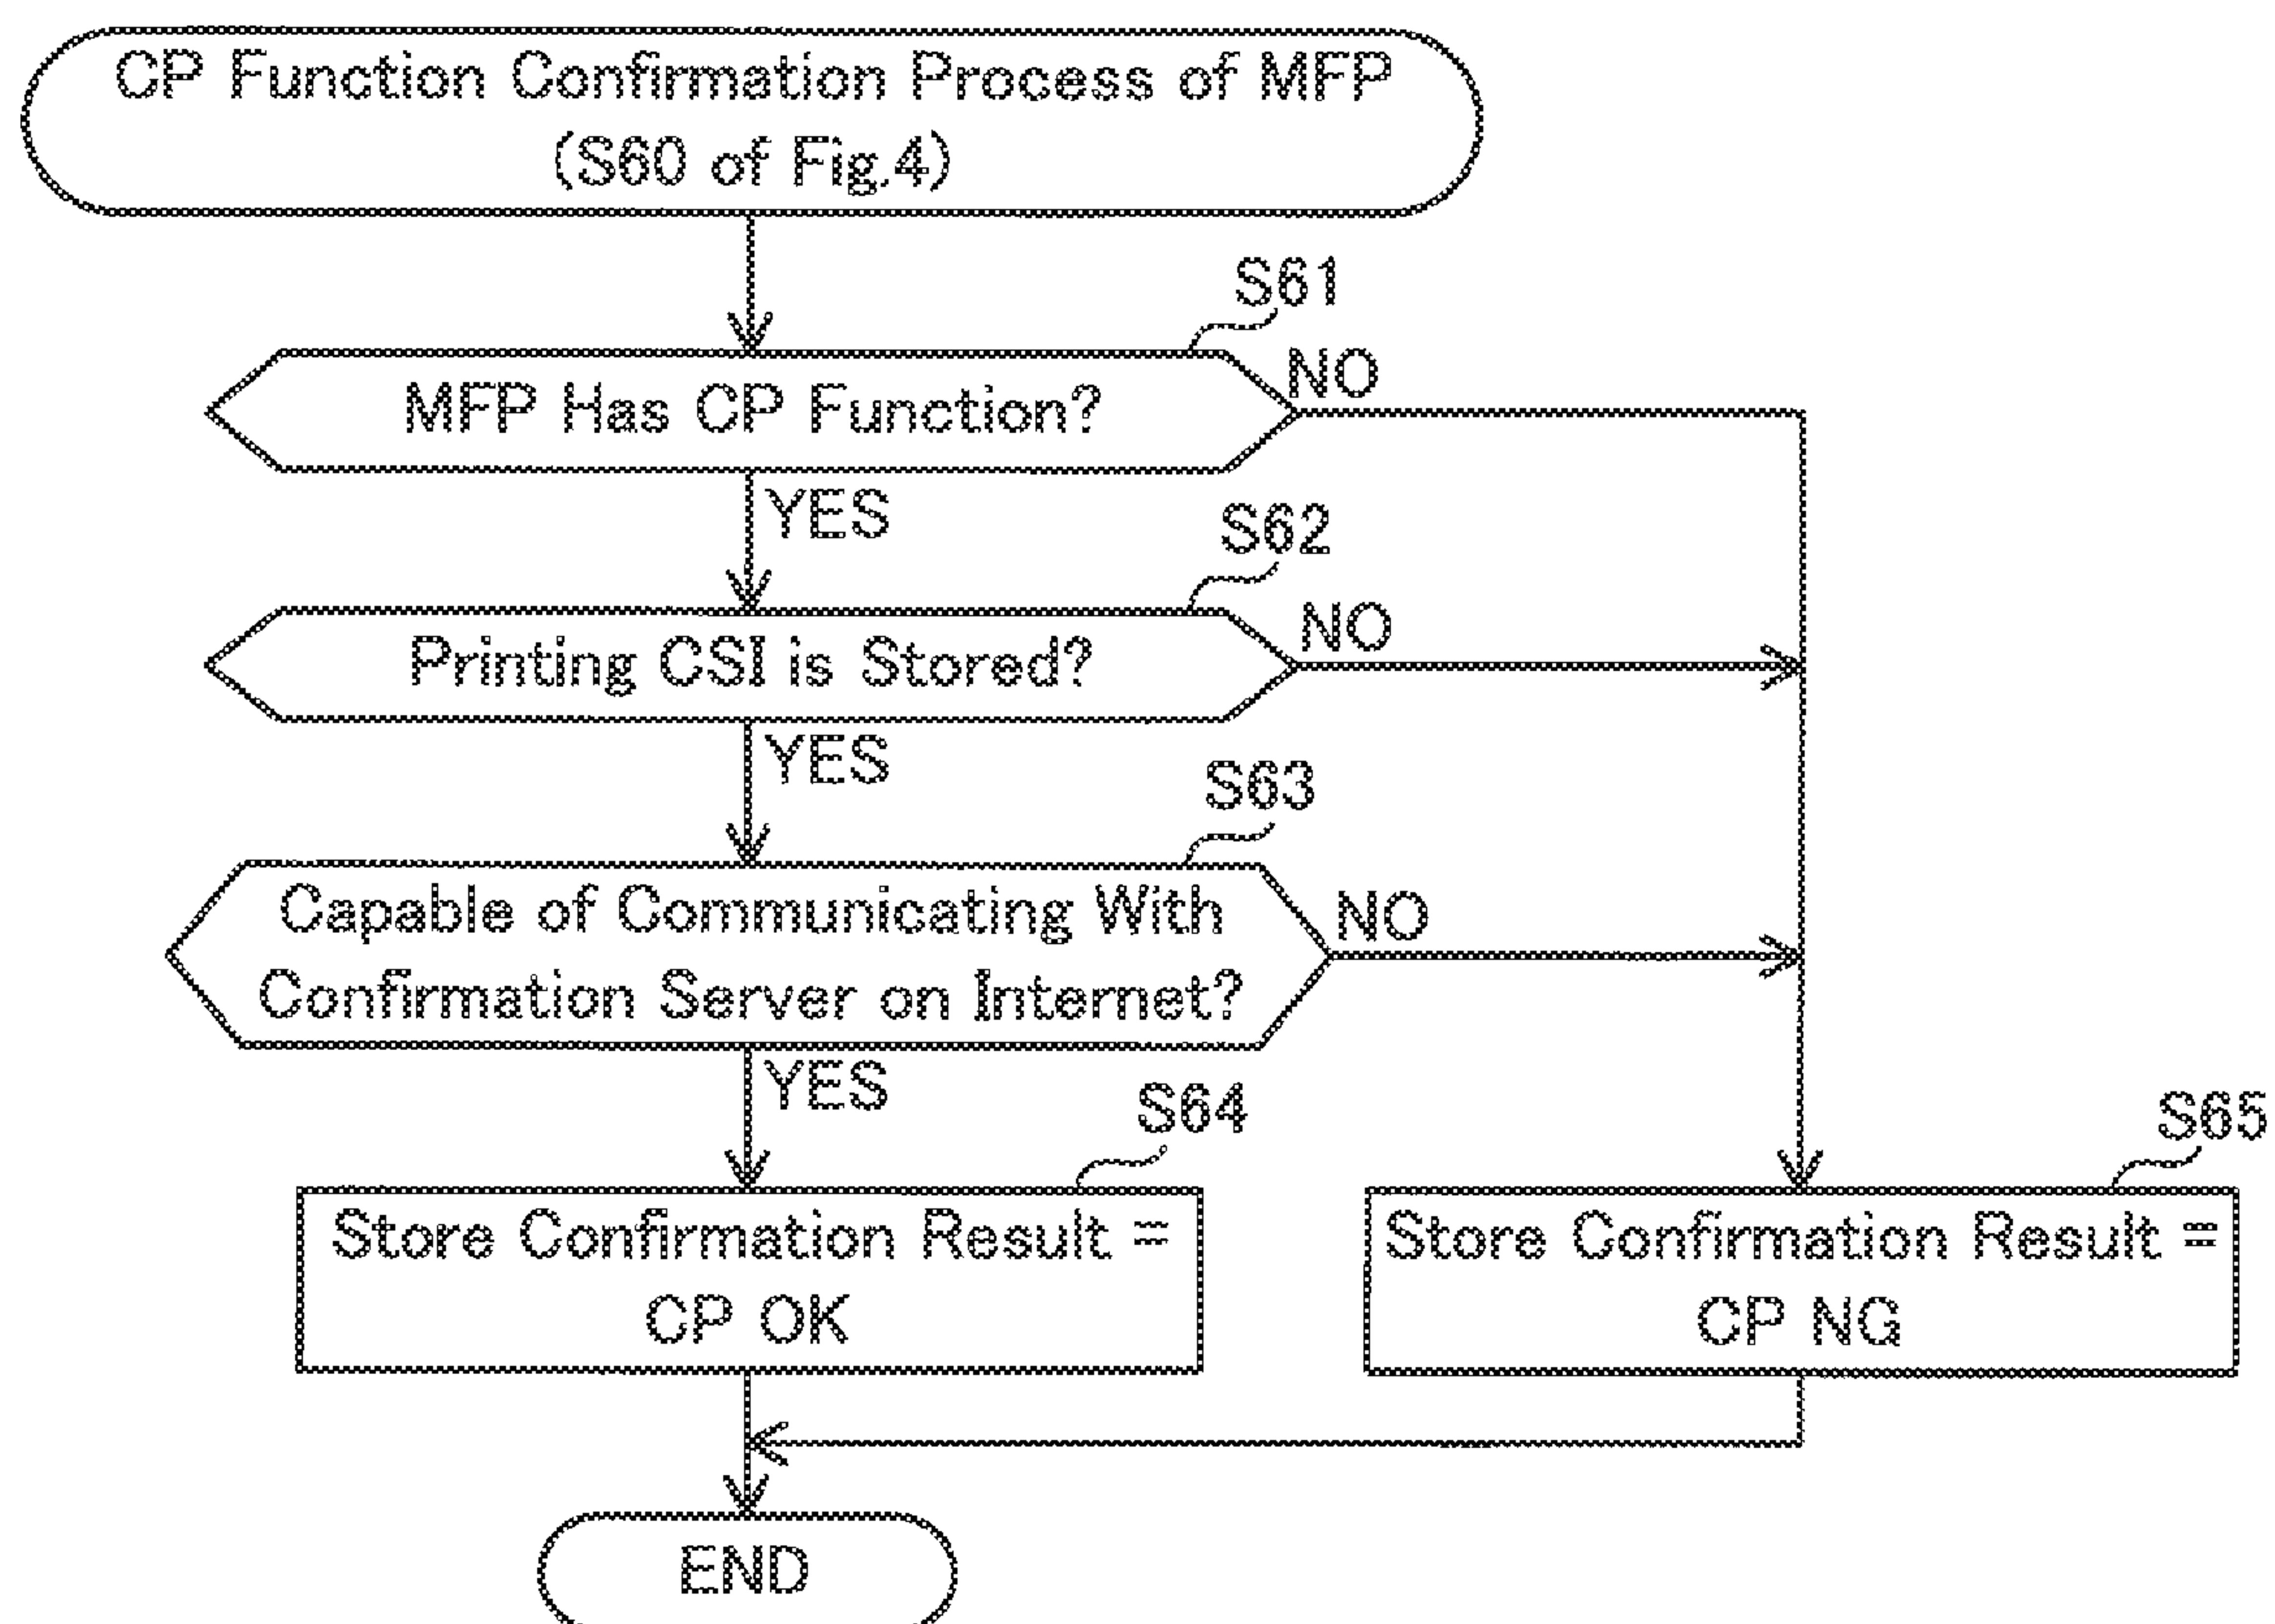 CP Function Confirmation Process of MFP
(S60 of Fig.4)
S61
MFP Has CP Function?
NO
YES
S62
Printing CSI is Stored?
NO
YES
S63
Capable of Communicating With
Confirmation Server on Internet?
NO
YES
S64
Store Confirmation Result =
CP OK
S65
Store Confirmation Result =
CP NG
END